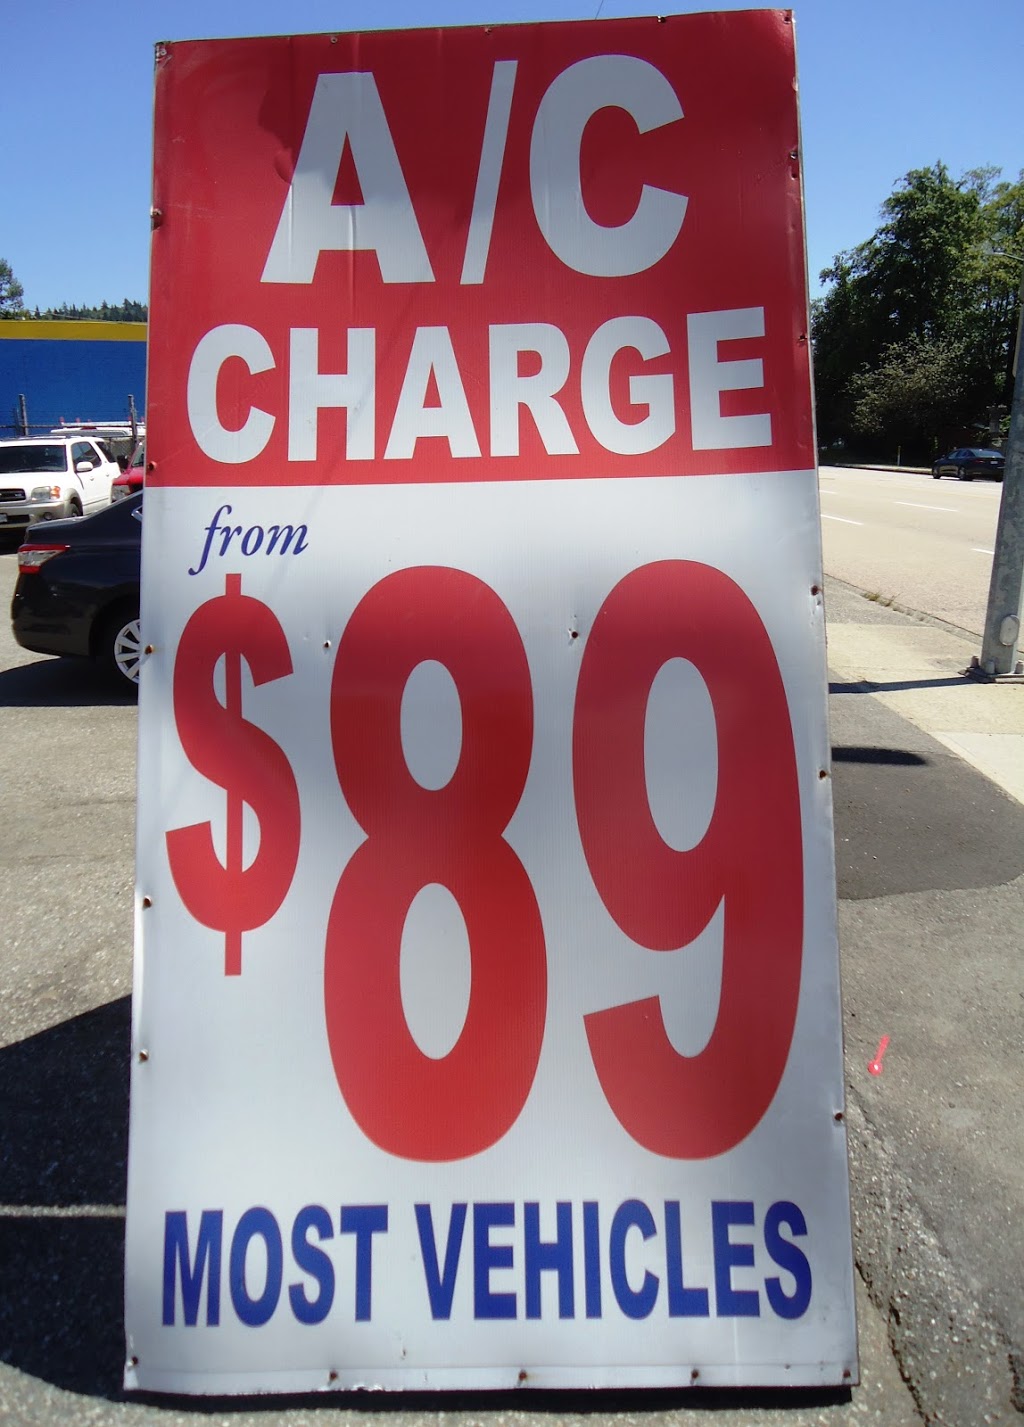 A/C
CHARGE
from
$89
MOST VEHICLES